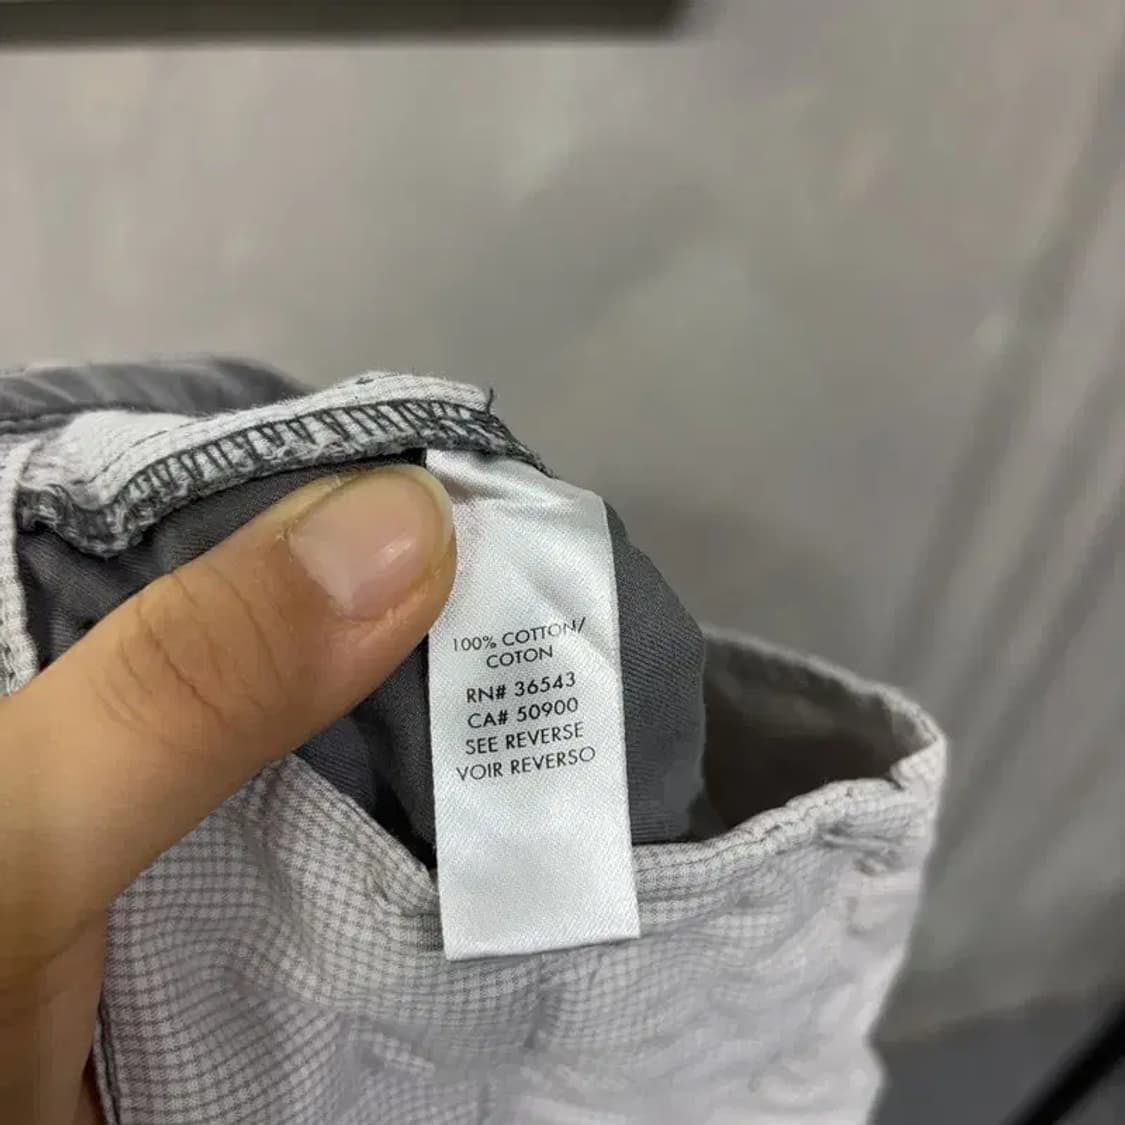 100% COTTON/
COTON
RN# 36543
CA# 50900
SEE REVERSE
VOIR REVERSO